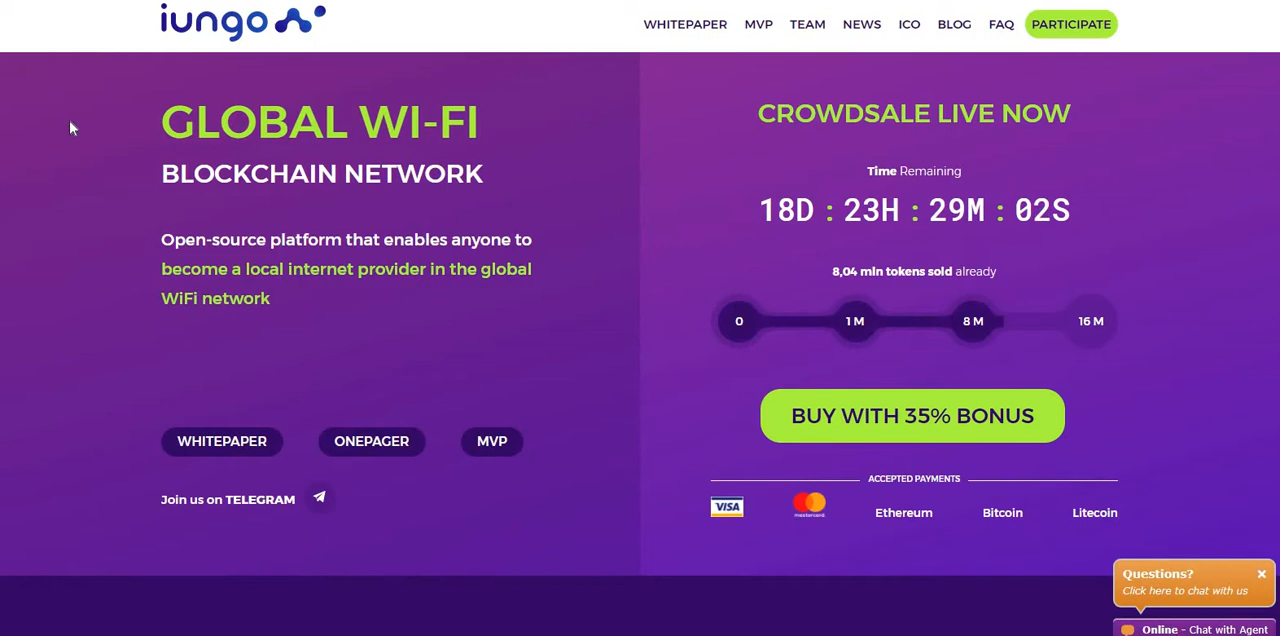 iungo
WHITEPAPER MVP TEAM NEWS ICO BLOG FAQ PARTICIPATE
GLOBAL WI-FI
BLOCKCHAIN NETWORK
Open-source platform that enables anyone to
become a local internet provider in the global
WiFi network
WHITEPAPER ONEPAGER MVP
Join us on TELEGRAM
CROWDSALE LIVE NOW
Time Remaining
18D : 23H : 29M : 02S
8,04 mln tokens sold already
0 1 M 8 M 16 M
BUY WITH 35% BONUS
ACCEPTED PAYMENTS
VISA mastercard Ethereum Bitcoin Litecoin
Questions?
Click here to chat with us
Online - Chat with Agent